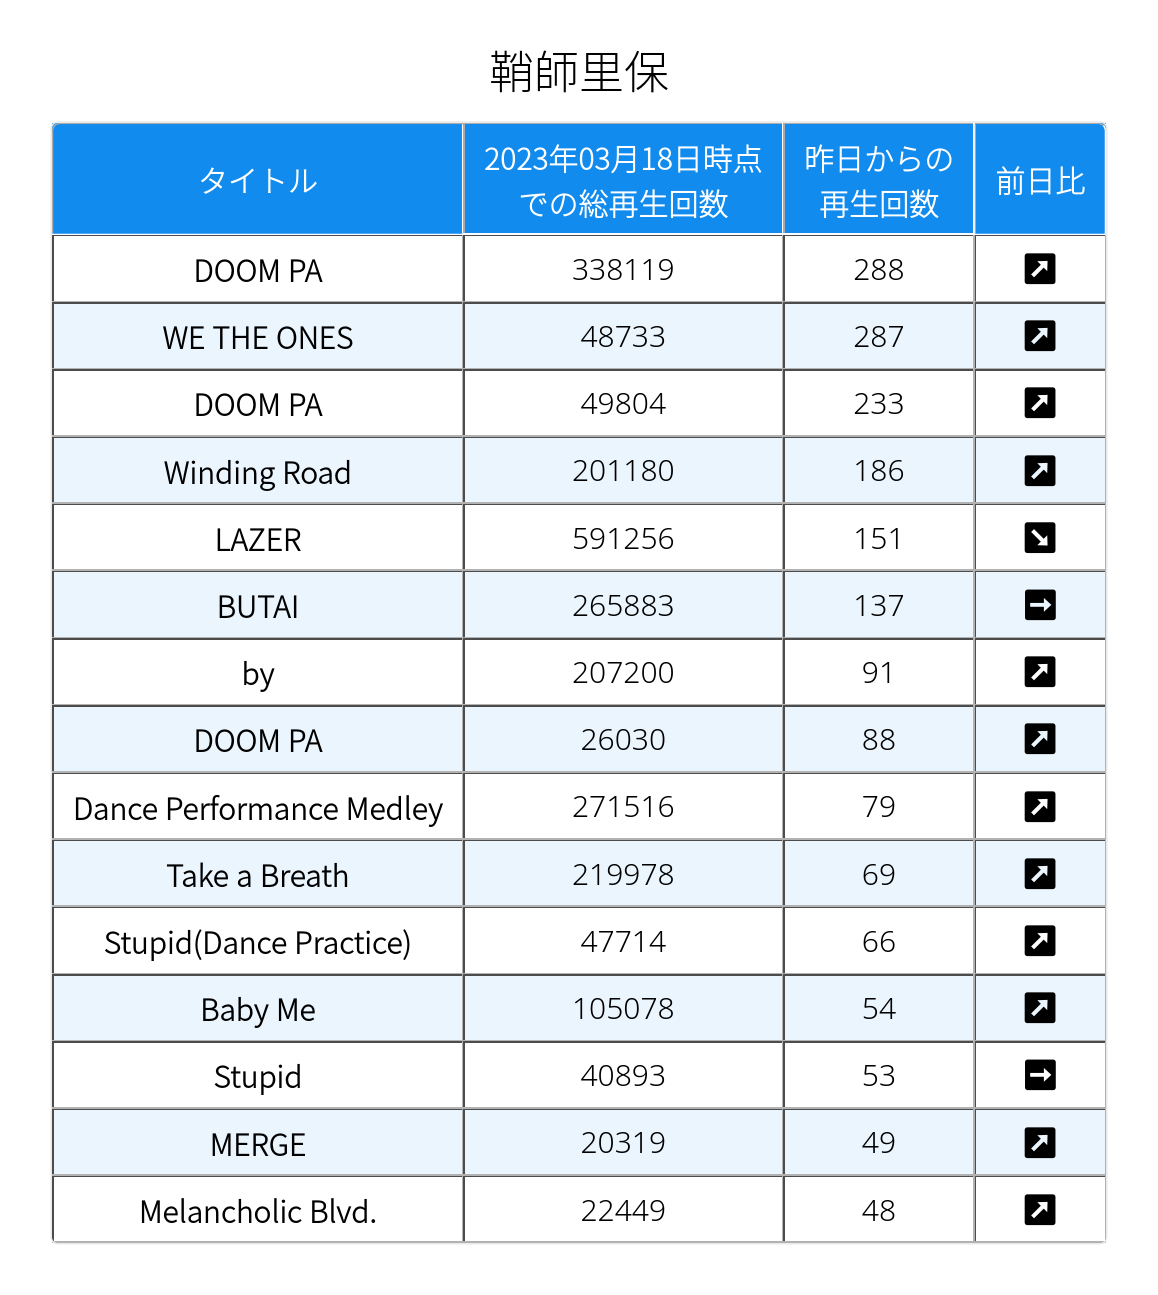 鞘師里保
タイトル
2023年03月18日時点
での総再生回数
昨日からの
再生回数
前日比
DOOM PA 338119 288 ↗
WE THE ONES 48733 287 ↗
DOOM PA 49804 233 ↗
Winding Road 201180 186 ↗
LAZER 591256 151 ↘
BUTAI 265883 137 →
by 207200 91 ↗
DOOM PA 26030 88 ↗
Dance Performance Medley 271516 79 ↗
Take a Breath 219978 69 ↗
Stupid(Dance Practice) 47714 66 ↗
Baby Me 105078 54 ↗
Stupid 40893 53 →
MERGE 20319 49 ↗
Melancholic Blvd. 22449 48 ↗